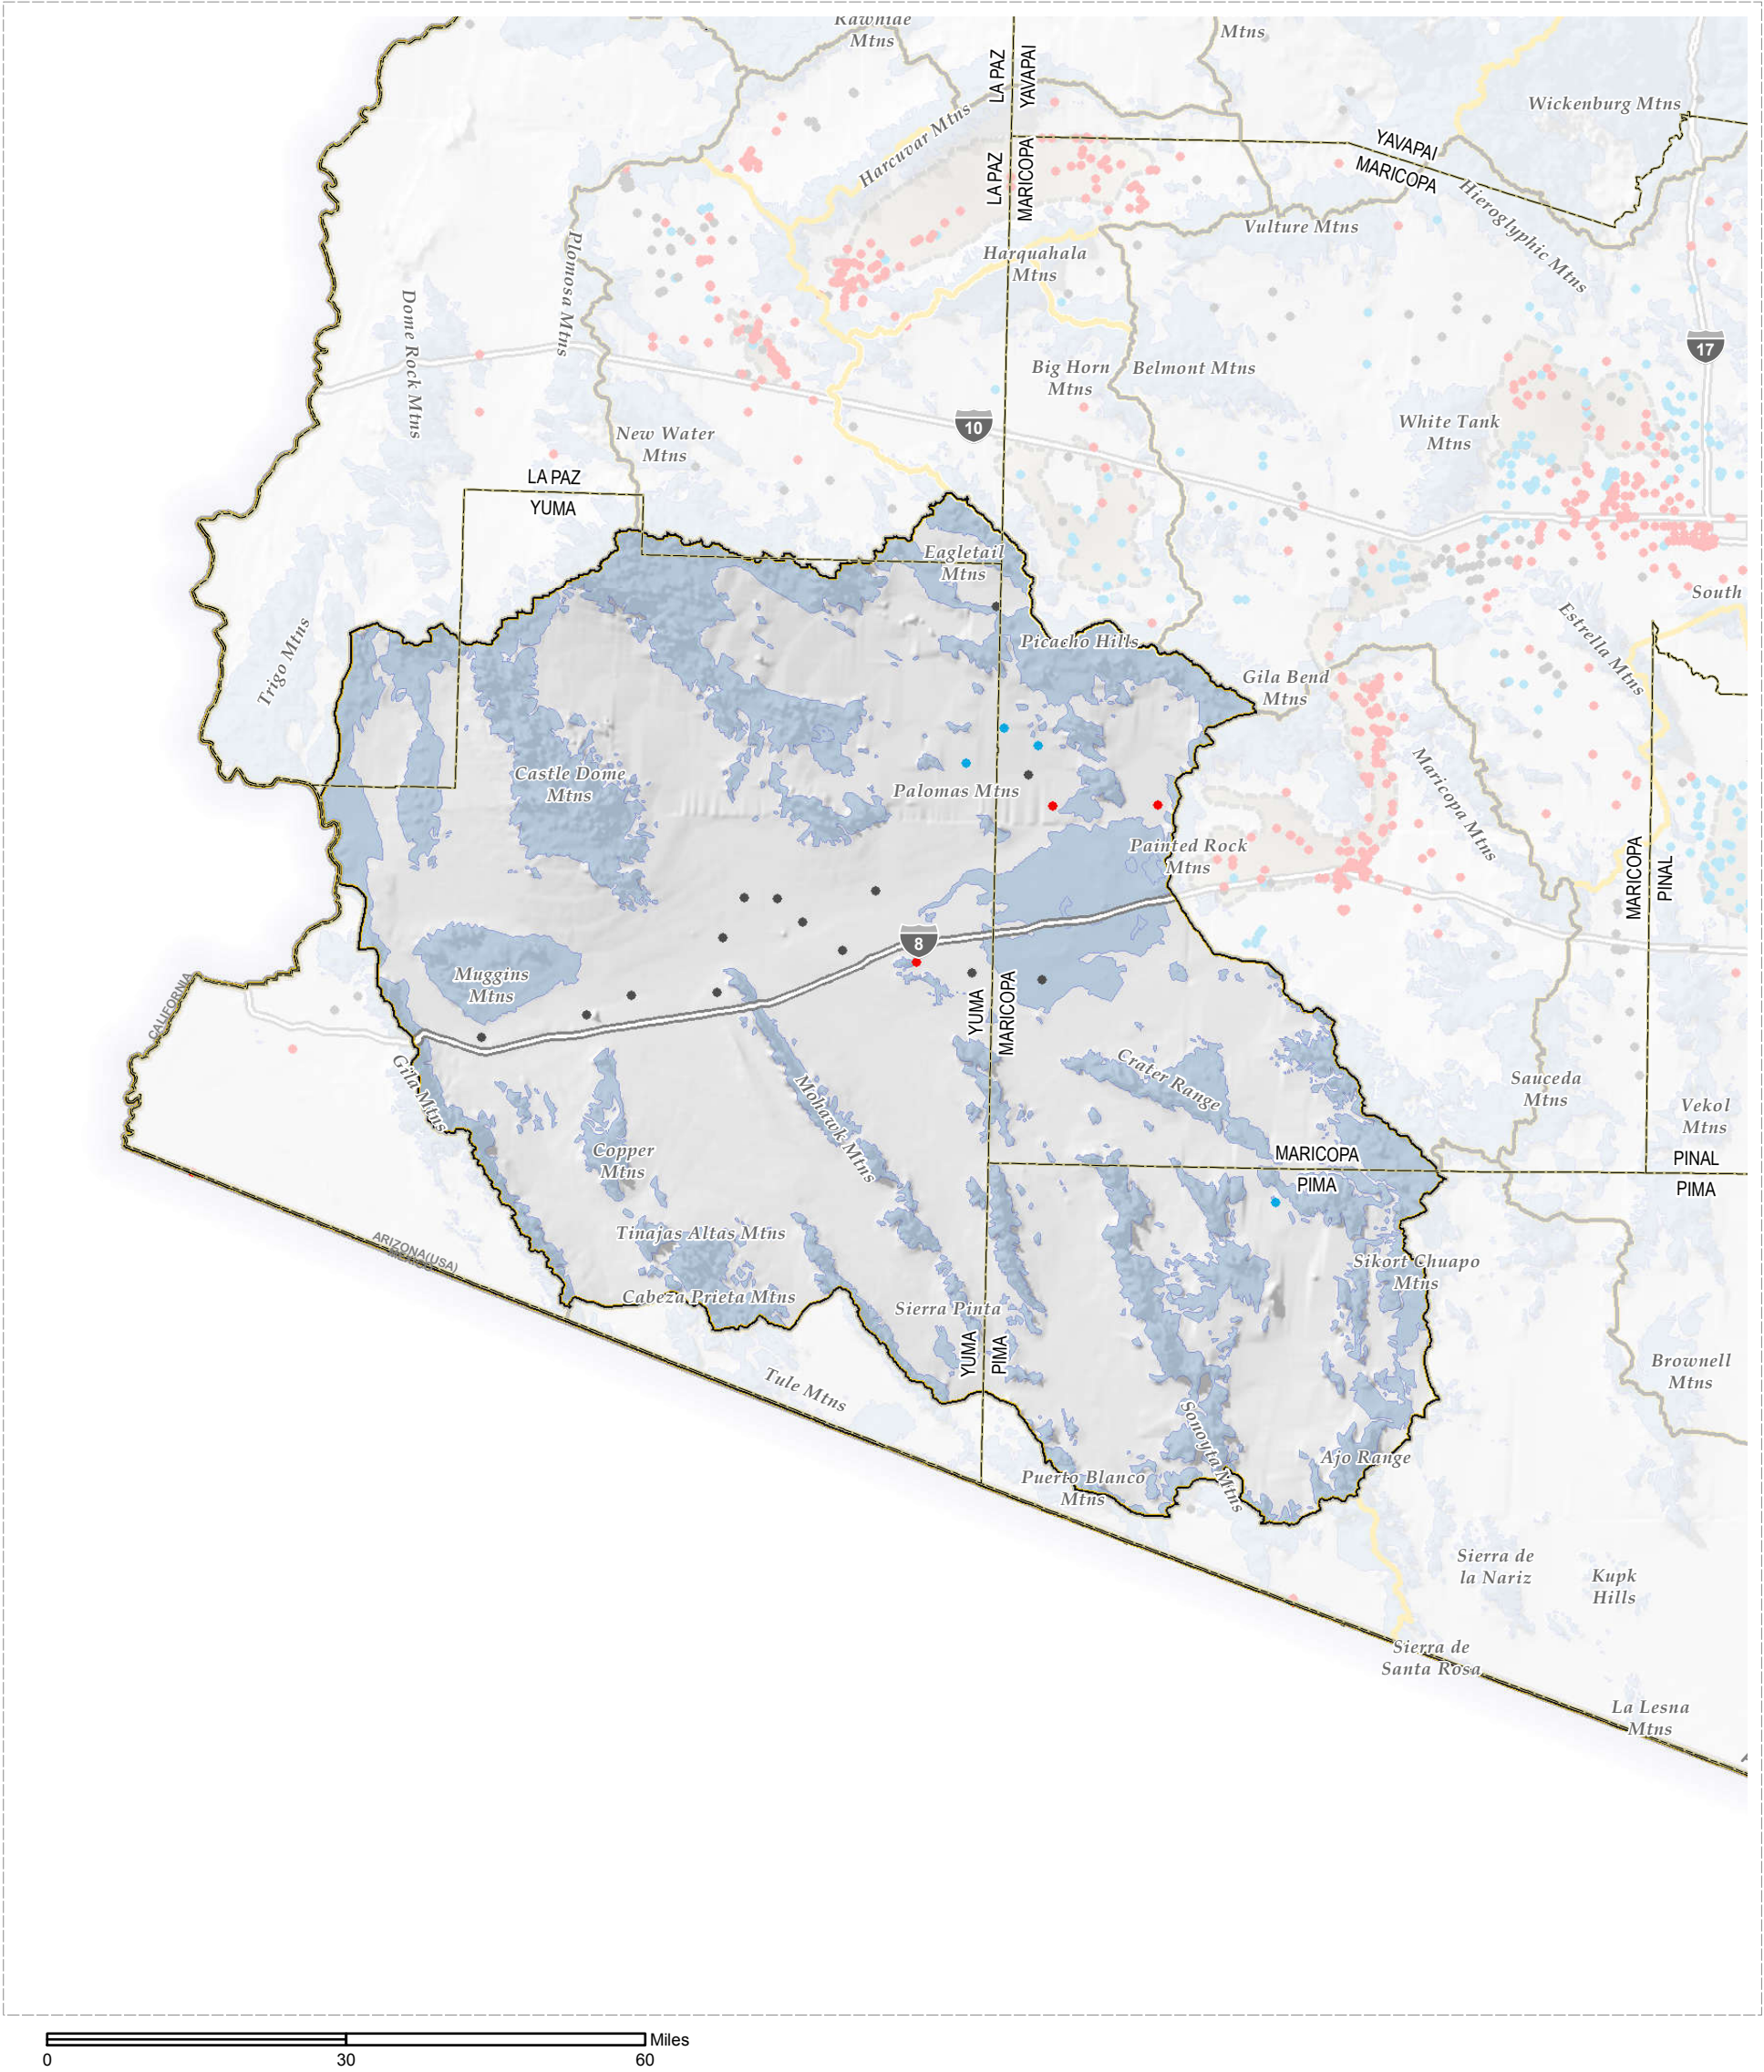 Mtns
Mtns
LA PAZ
YAVAPAI
Wickenburg Mtns
Harcuvar Mtns
YAVAPAI
MARICOPA
LA PAZ
MARICOPA
Hieroglyphic Mtns
Vulture Mtns
Plomosa Mtns
Harquahala
Mtns
Dome Rock Mtns
17
Big Horn
Mtns
Belmont Mtns
10
White Tank
Mtns
New Water
Mtns
LA PAZ
YUMA
Eagletail
Mtns
South
Estrella Mtns
Trigo Mtns
Picacho Hills
Gila Bend
Mtns
Castle Dome
Mtns
Palomas Mtns
Maricopa Mtns
Painted Rock
Mtns
MARICOPA
PINAL
8
Muggins
Mtns
YUMA
MARICOPA
CALIFORNIA
Gila Mtns
Mohawk Mtns
Crater Range
Sauceda
Mtns
Vekol
Mtns
Copper
Mtns
MARICOPA
PIMA
PINAL
PIMA
Tinajas Altas Mtns
ARIZONA(USA)
Sikort Chuapo
Mtns
Cabeza Prieta Mtns
Sierra Pinta
YUMA
PIMA
Tule Mtns
Brownell
Mtns
Sonoyta Mtns
Ajo Range
Puerto Blanco
Mtns
Sierra de
la Nariz
Kupk
Hills
Sierra de
Santa Rosa
La Lesna
Mtns
Miles
0 30 60